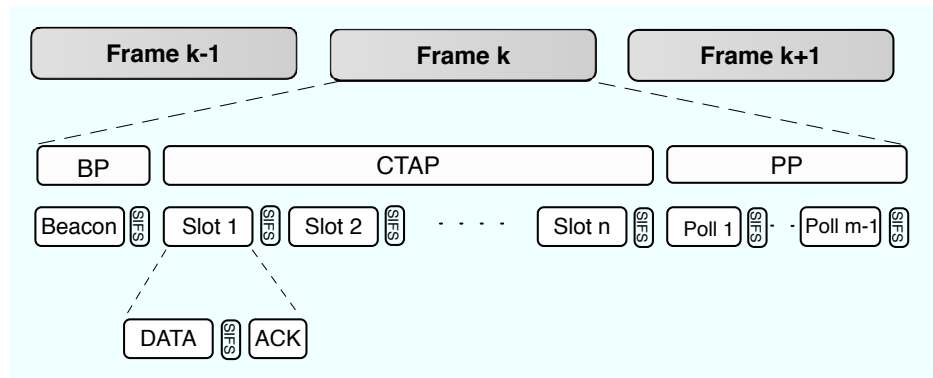 Frame k-1 Frame k Frame k+1
BP CTAP PP
Beacon SIFS Slot 1 SIFS Slot 2 SIFS . . . . Slot n SIFS Poll 1 SIFS . . Poll m-1 SIFS
DATA SIFS ACK